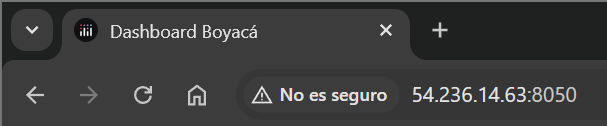 Dashboard Boyacá
No es seguro 54.236.14.63:8050